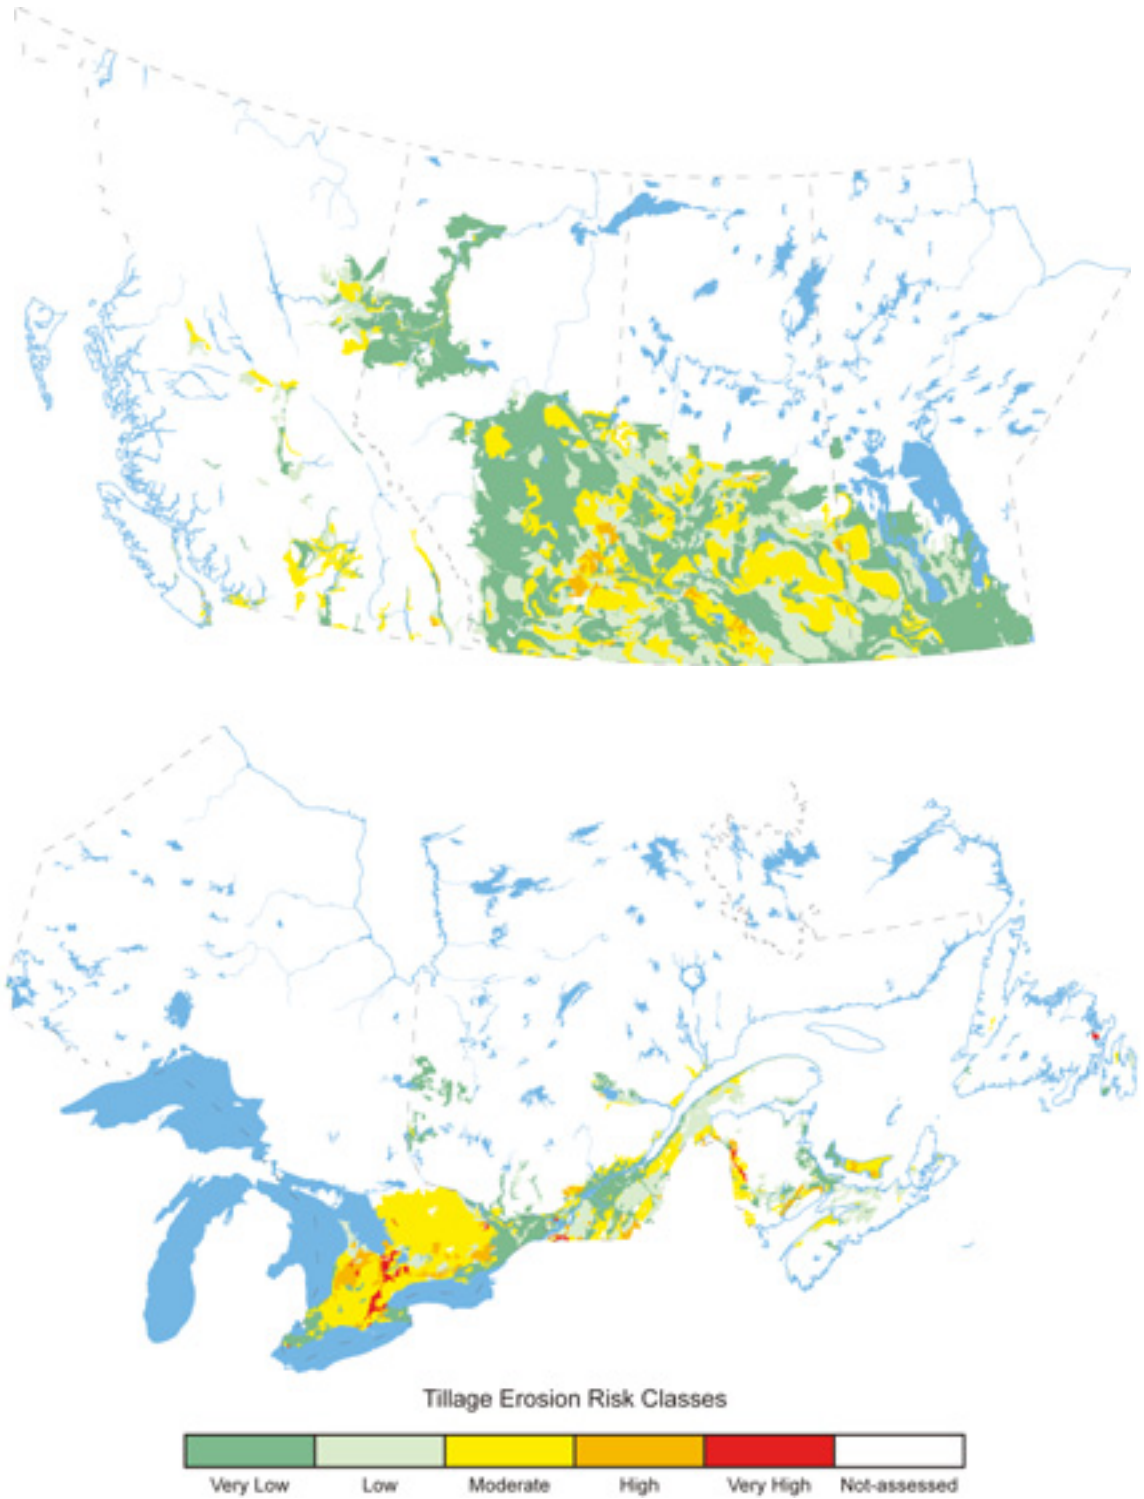 Tillage Erosion Risk Classes
Very Low Low Moderate High Very High Not-assessed